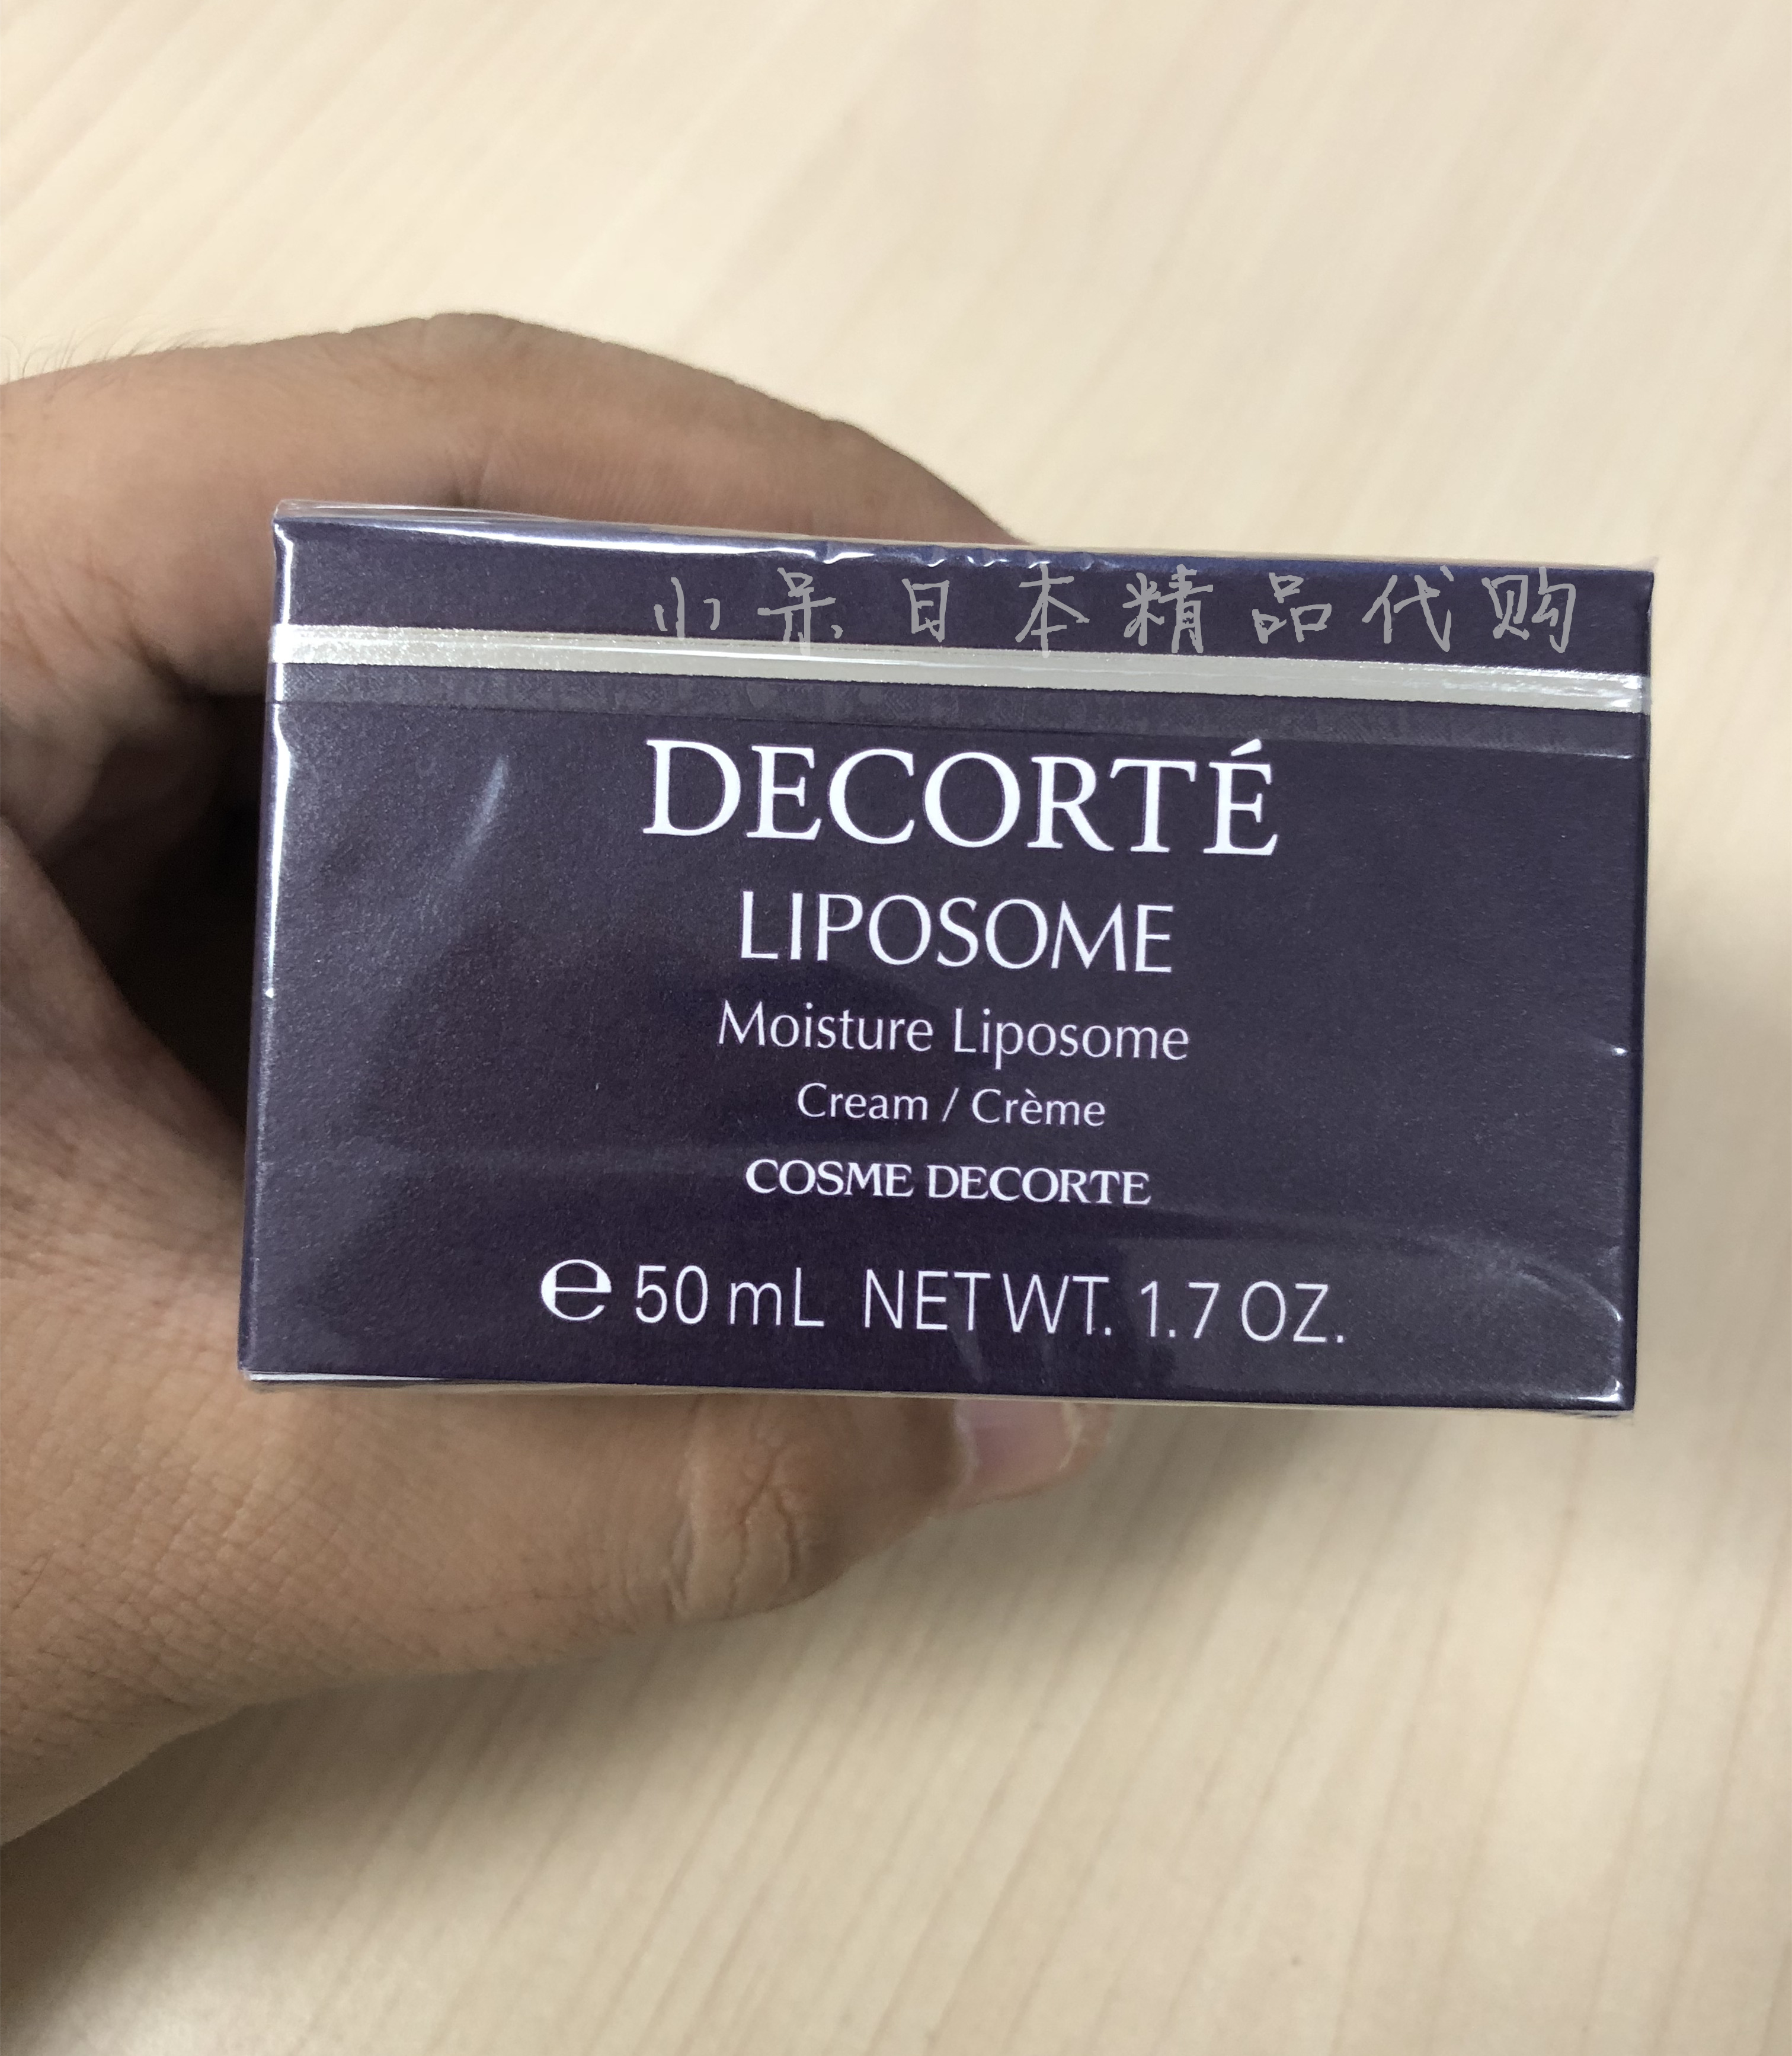 小呆日本精品代购
DECORTÉ
LIPOSOME
Moisture Liposome
Cream / Crème
COSME DECORTE
℮ 50 mL NET WT. 1.7 OZ.